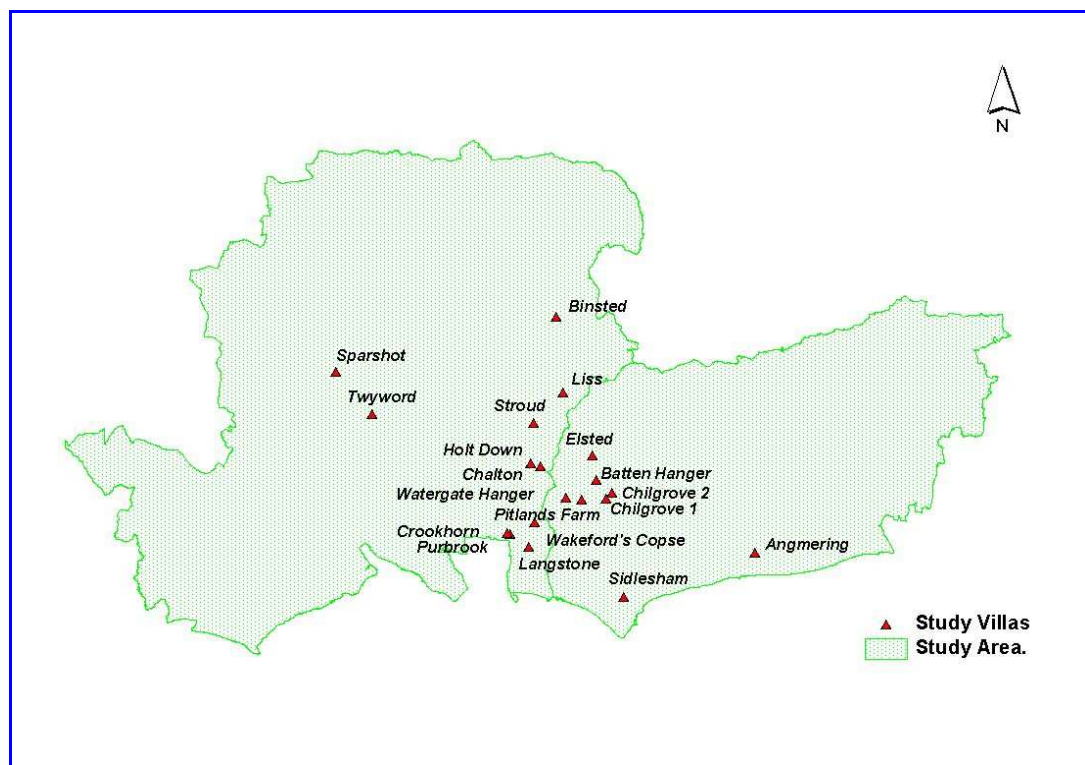 N
Binsted
Sparshot
Liss
Twyword
Stroud
Elsted
Holt Down
Chalton
Batten Hanger
Watergate Hanger
Chilgrove 2
Chilgrove 1
Pitlands Farm
Crookhorn
Wakeford's Copse
Purbrook
Angmering
Langstone
Sidlesham
Study Villas
Study Area.